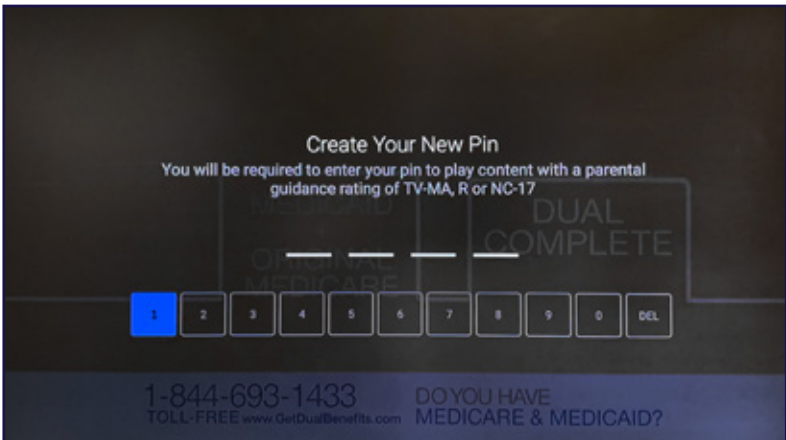 Create Your New Pin
You will be required to enter your pin to play content with a parental
guidance rating of TV-MA, R or NC-17
MEDICAID
DUAL
COMPLETE
ORIGINAL
MEDICARE
1 2 3 4 5 6 7 8 9 0 DEL
1-844-693-1433
TOLL-FREE www.GetDualBenefits.com
DO YOU HAVE
MEDICARE & MEDICAID?